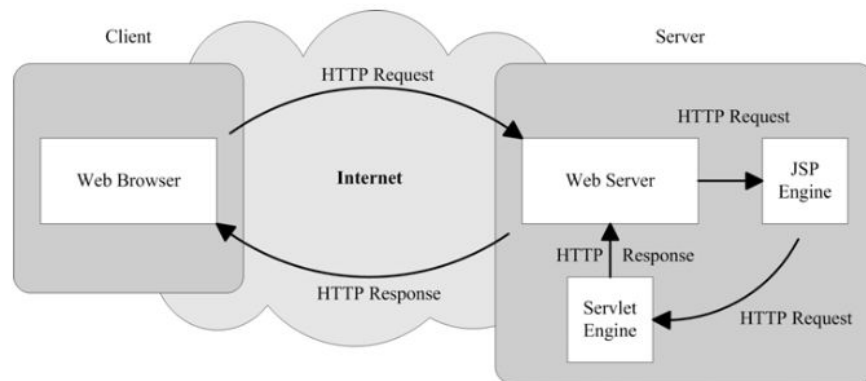 Client
Server
HTTP Request
HTTP Request
Web Browser
Internet
Web Server
JSP
Engine
HTTP Response
HTTP Response
Servlet
Engine
HTTP Request